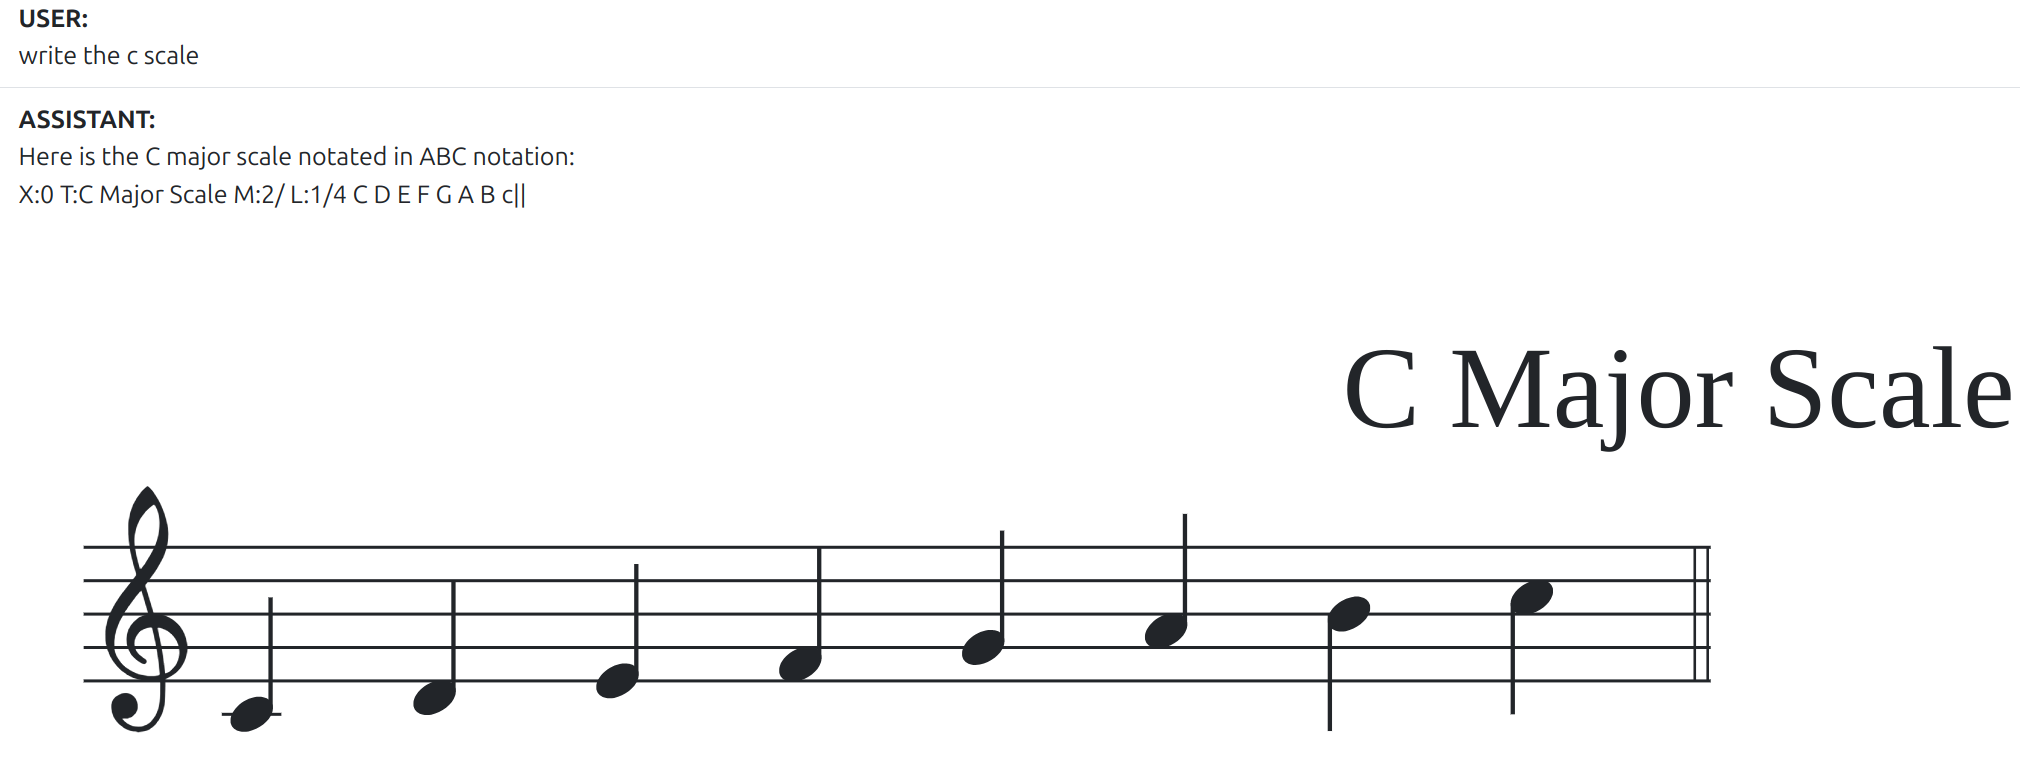 USER:
write the c scale
ASSISTANT:
Here is the C major scale notated in ABC notation:
X:0 T:C Major Scale M:2/ L:1/4 C D E F G A B c||
C Major Scale